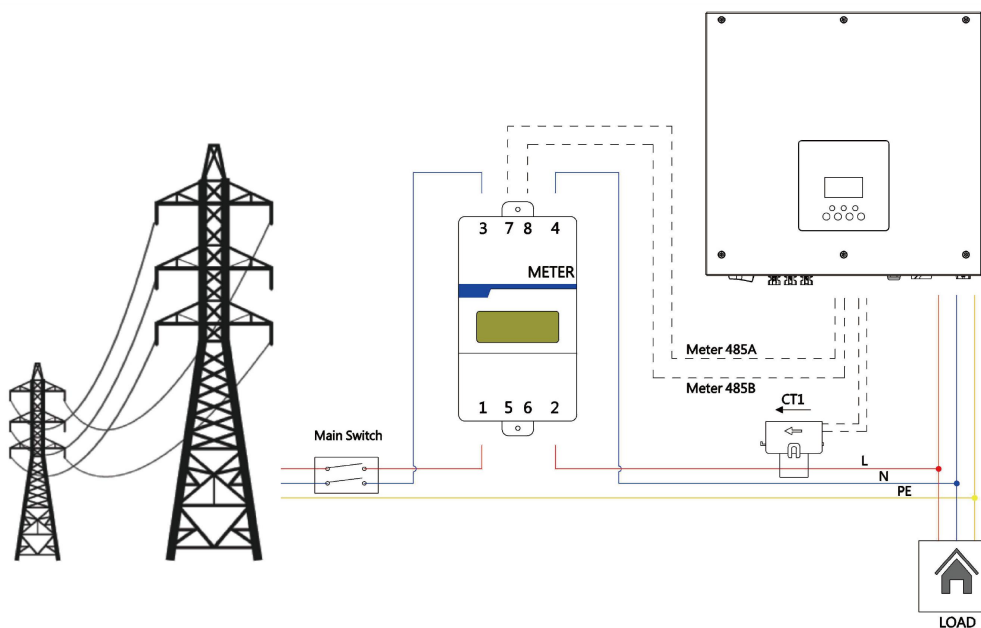 3 7 8 4
METER
Meter 485A
Meter 485B
CT1
1 5 6 2
Main Switch
L
N
PE
LOAD